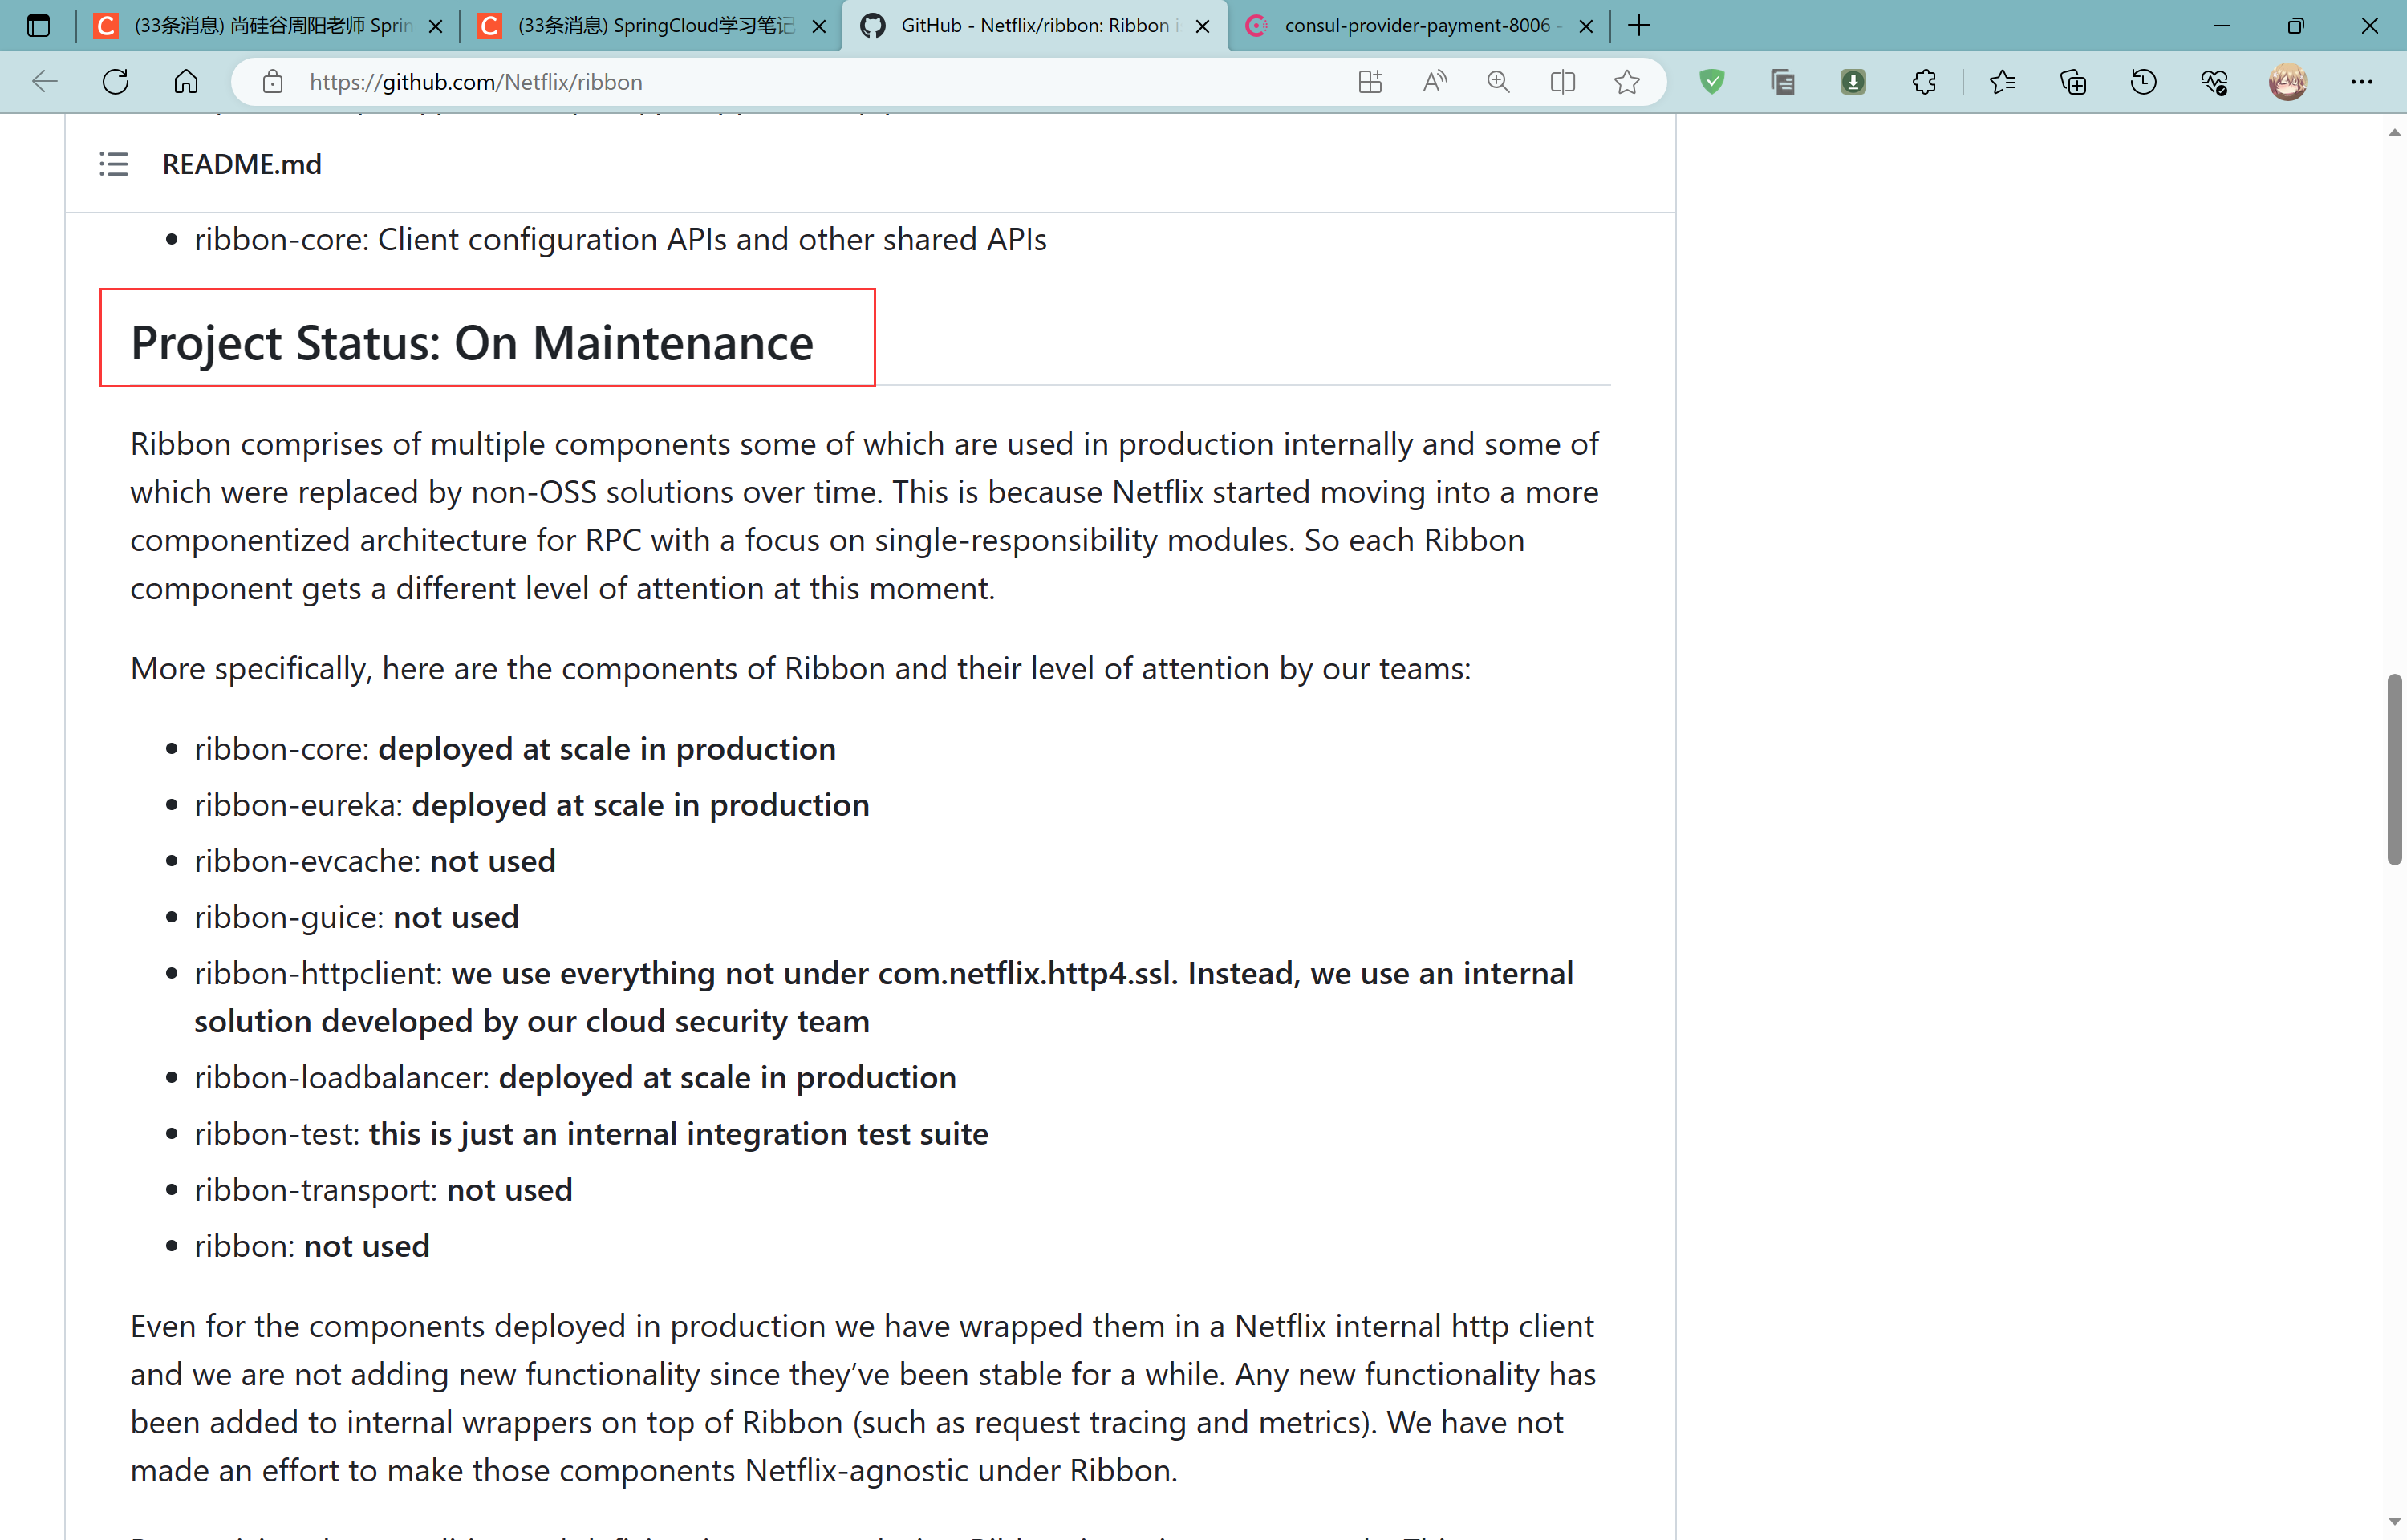 (33条消息) 尚硅谷周阳老师 Sprin
(33条消息) SpringCloud学习笔记
GitHub - Netflix/ribbon: Ribbon i
consul-provider-payment-8006 -
https://github.com/Netflix/ribbon
README.md
ribbon-core: Client configuration APIs and other shared APIs
Project Status: On Maintenance
Ribbon comprises of multiple components some of which are used in production internally and some of
which were replaced by non-OSS solutions over time. This is because Netflix started moving into a more
componentized architecture for RPC with a focus on single-responsibility modules. So each Ribbon
component gets a different level of attention at this moment.
More specifically, here are the components of Ribbon and their level of attention by our teams:
ribbon-core: deployed at scale in production
ribbon-eureka: deployed at scale in production
ribbon-evcache: not used
ribbon-guice: not used
ribbon-httpclient: we use everything not under com.netflix.http4.ssl. Instead, we use an internal
solution developed by our cloud security team
ribbon-loadbalancer: deployed at scale in production
ribbon-test: this is just an internal integration test suite
ribbon-transport: not used
ribbon: not used
Even for the components deployed in production we have wrapped them in a Netflix internal http client
and we are not adding new functionality since they’ve been stable for a while. Any new functionality has
been added to internal wrappers on top of Ribbon (such as request tracing and metrics). We have not
made an effort to make those components Netflix-agnostic under Ribbon.